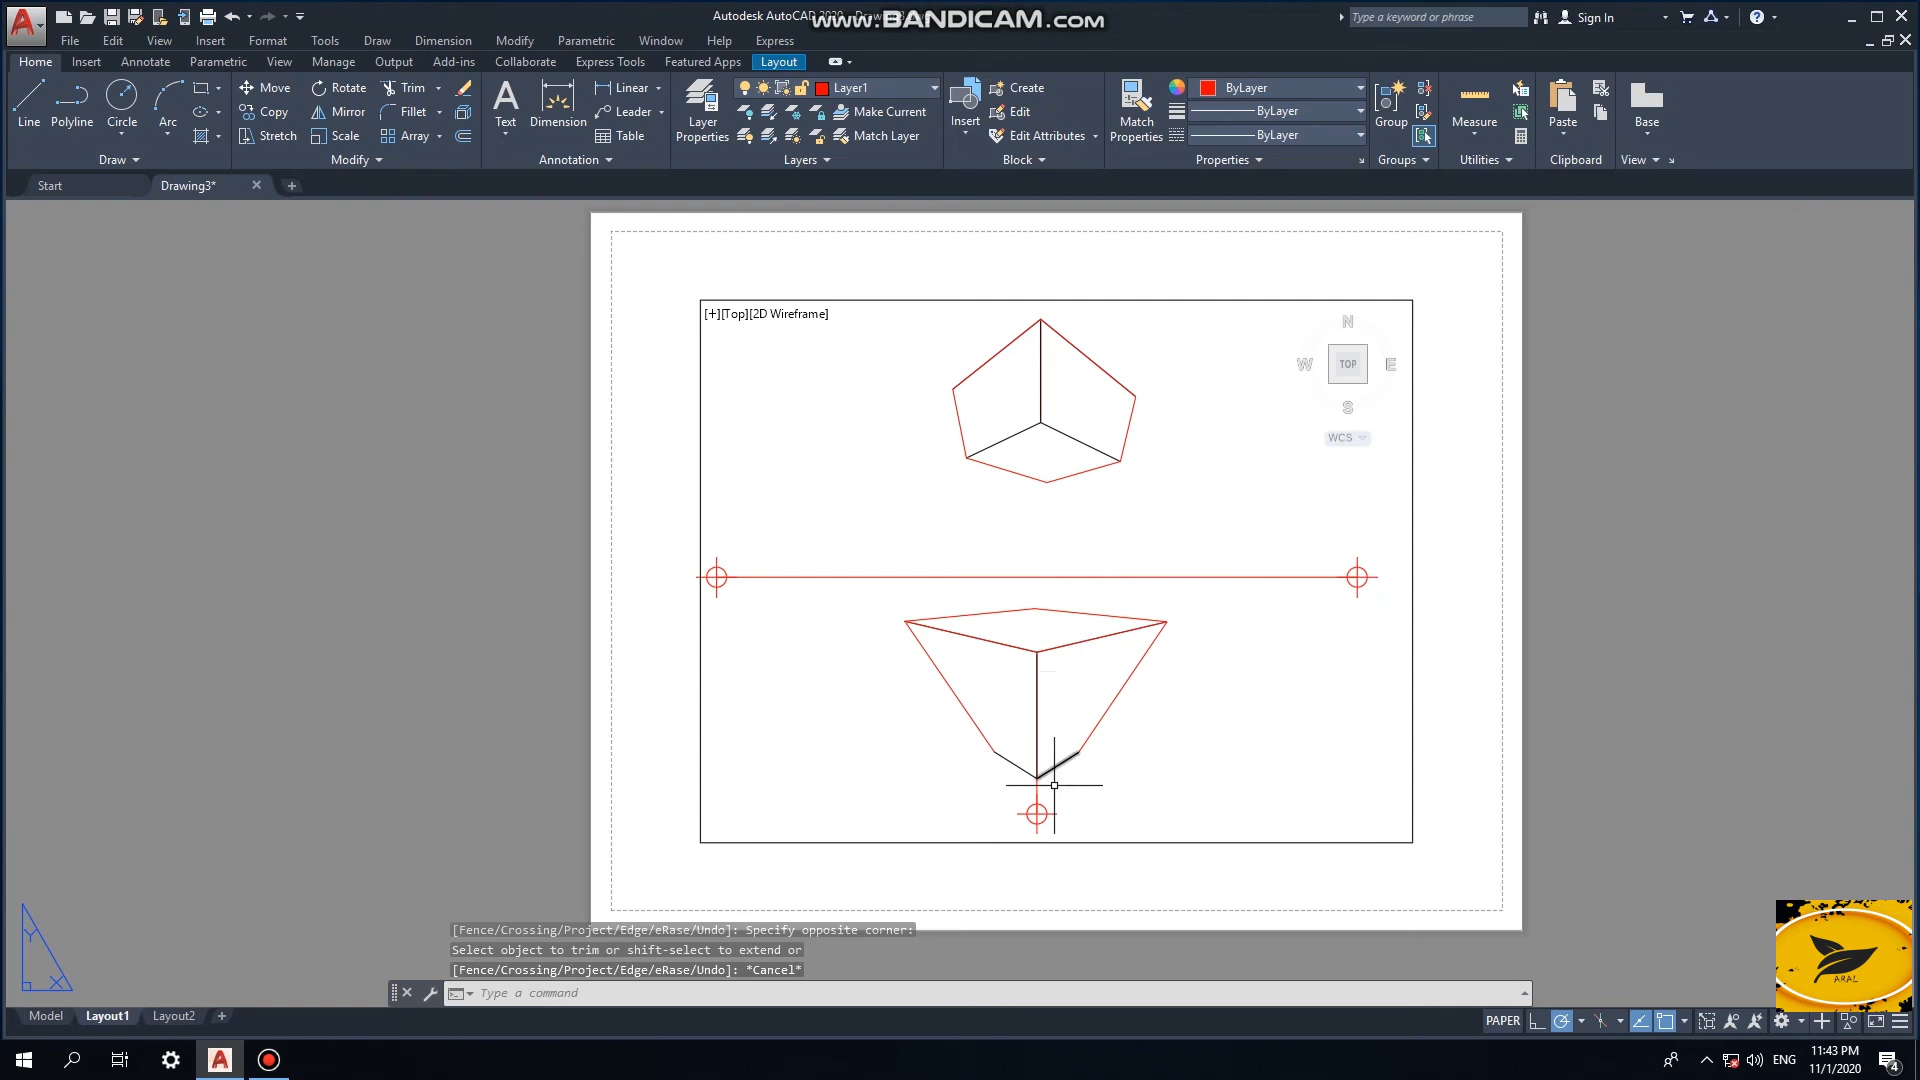 Autodesk AutoCAD 2020 Draw
www.BANDICAM.com
Type a keyword or phrase
Sign In
File Edit View Insert Format Tools Draw Dimension Modify Parametric Window Help Express
Home Insert Annotate Parametric View Manage Output Add-ins Collaborate Express Tools Featured Apps Layout
Line Polyline Circle Arc
Move Rotate Trim
Copy Mirror Fillet
Stretch Scale Array
Text Dimension
Linear
Leader
Table
Layer Properties
Layer1
Make Current
Match Layer
Insert
Create
Edit
Edit Attributes
Match Properties
ByLayer
ByLayer
ByLayer
Group
Measure
Paste
Base
Draw Modify Annotation Layers Block Properties Groups Utilities Clipboard View
Start Drawing3*
[+][Top][2D Wireframe]
N
W TOP E
S
WCS
Y
X
[Fence/Crossing/Project/Edge/eRase/Undo]: Specify opposite corner:
Select object to trim or shift-select to extend or
[Fence/Crossing/Project/Edge/eRase/Undo]: *Cancel*
Type a command
ARAL
Model Layout1 Layout2
PAPER
ENG
11:43 PM
11/1/2020
4